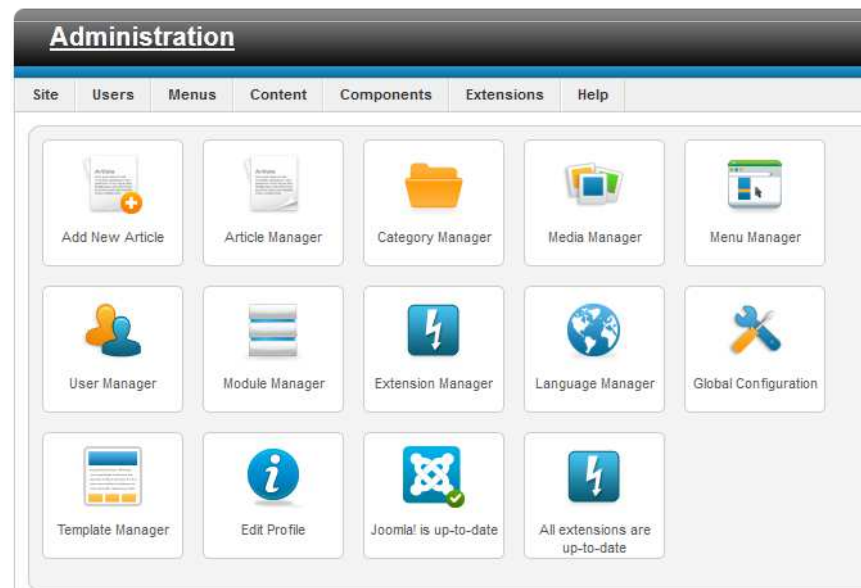 Administration
Site Users Menus Content Components Extensions Help
Add New Article Article Manager Category Manager Media Manager Menu Manager
User Manager Module Manager Extension Manager Language Manager Global Configuration
Template Manager Edit Profile Joomla! is up-to-date All extensions are
up-to-date